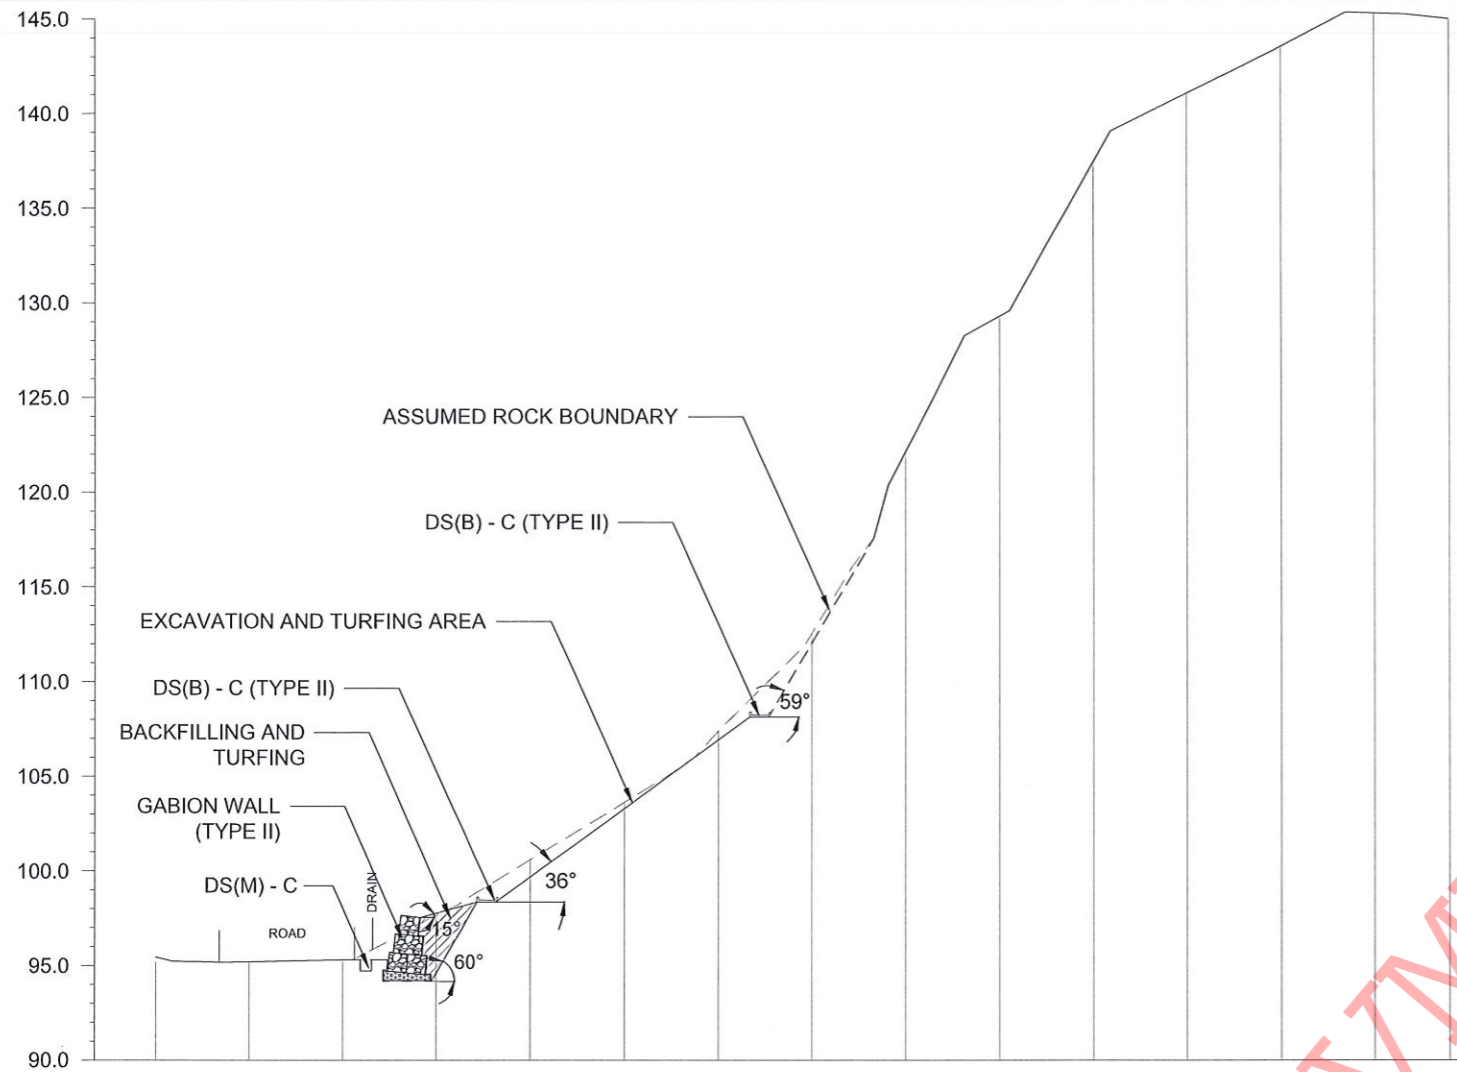 145.0
140.0
135.0
130.0
125.0
ASSUMED ROCK BOUNDARY
120.0
DS(B) - C (TYPE II)
115.0
EXCAVATION AND TURFING AREA
110.0
DS(B) - C (TYPE II)
59°
BACKFILLING AND
TURFING
105.0
GABION WALL
(TYPE II)
100.0
36°
DS(M) - C
DRAIN
15°
ROAD
95.0
60°
90.0